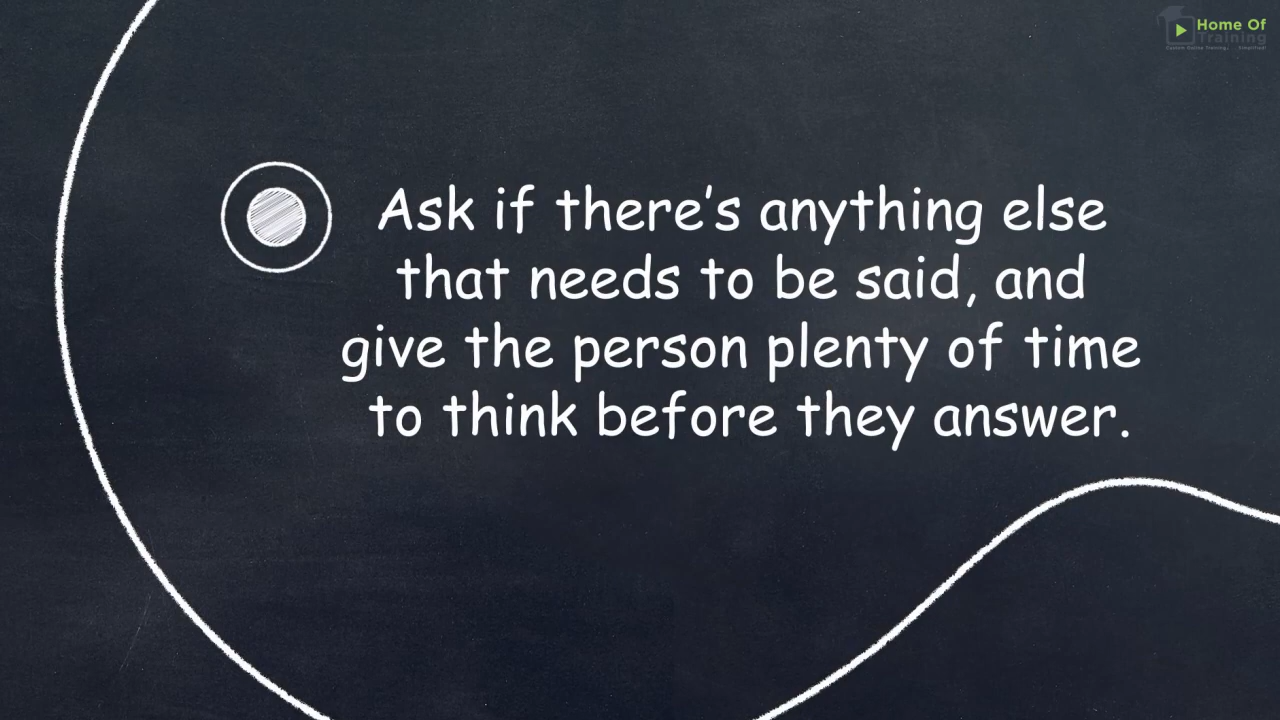 Home Of
Training
Ask if there's anything else
that needs to be said, and
give the person plenty of time
to think before they answer.